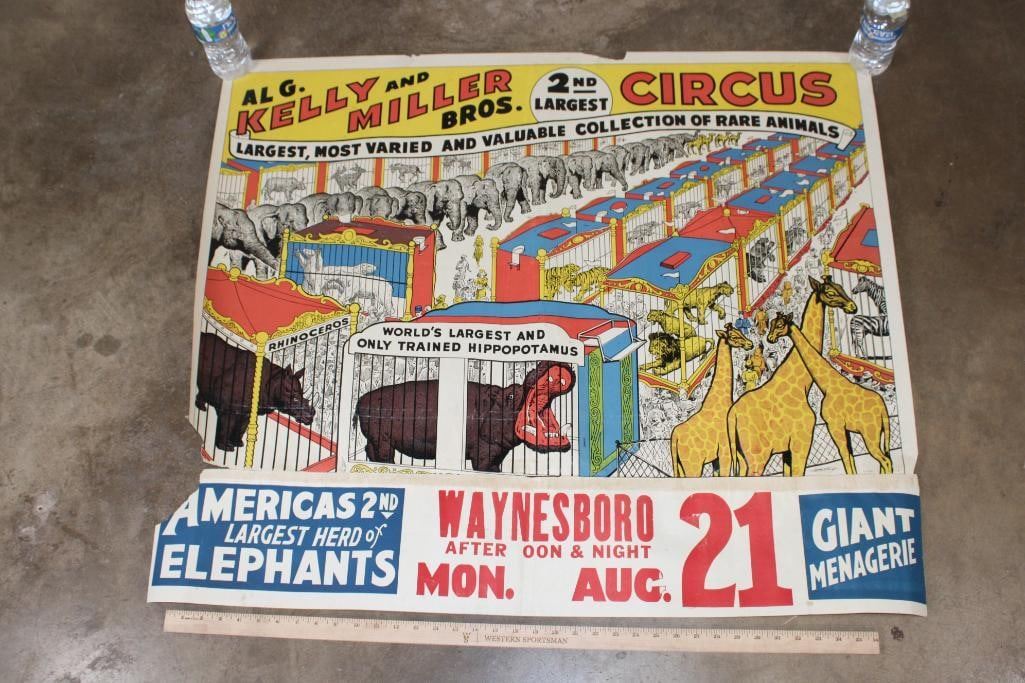 AL G.
KELLY AND
MILLER
BROS.
2ND
LARGEST
CIRCUS
LARGEST, MOST VARIED AND VALUABLE COLLECTION OF RARE ANIMALS
RHINOCEROS
WORLD'S LARGEST AND
ONLY TRAINED HIPPOPOTAMUS
AMERICAS 2ND
LARGEST HERD of
ELEPHANTS
WAYNESBORO
AFTER OON & NIGHT
MON. AUG. 21
GIANT
MENAGERIE
WESTERN SPORTSMAN